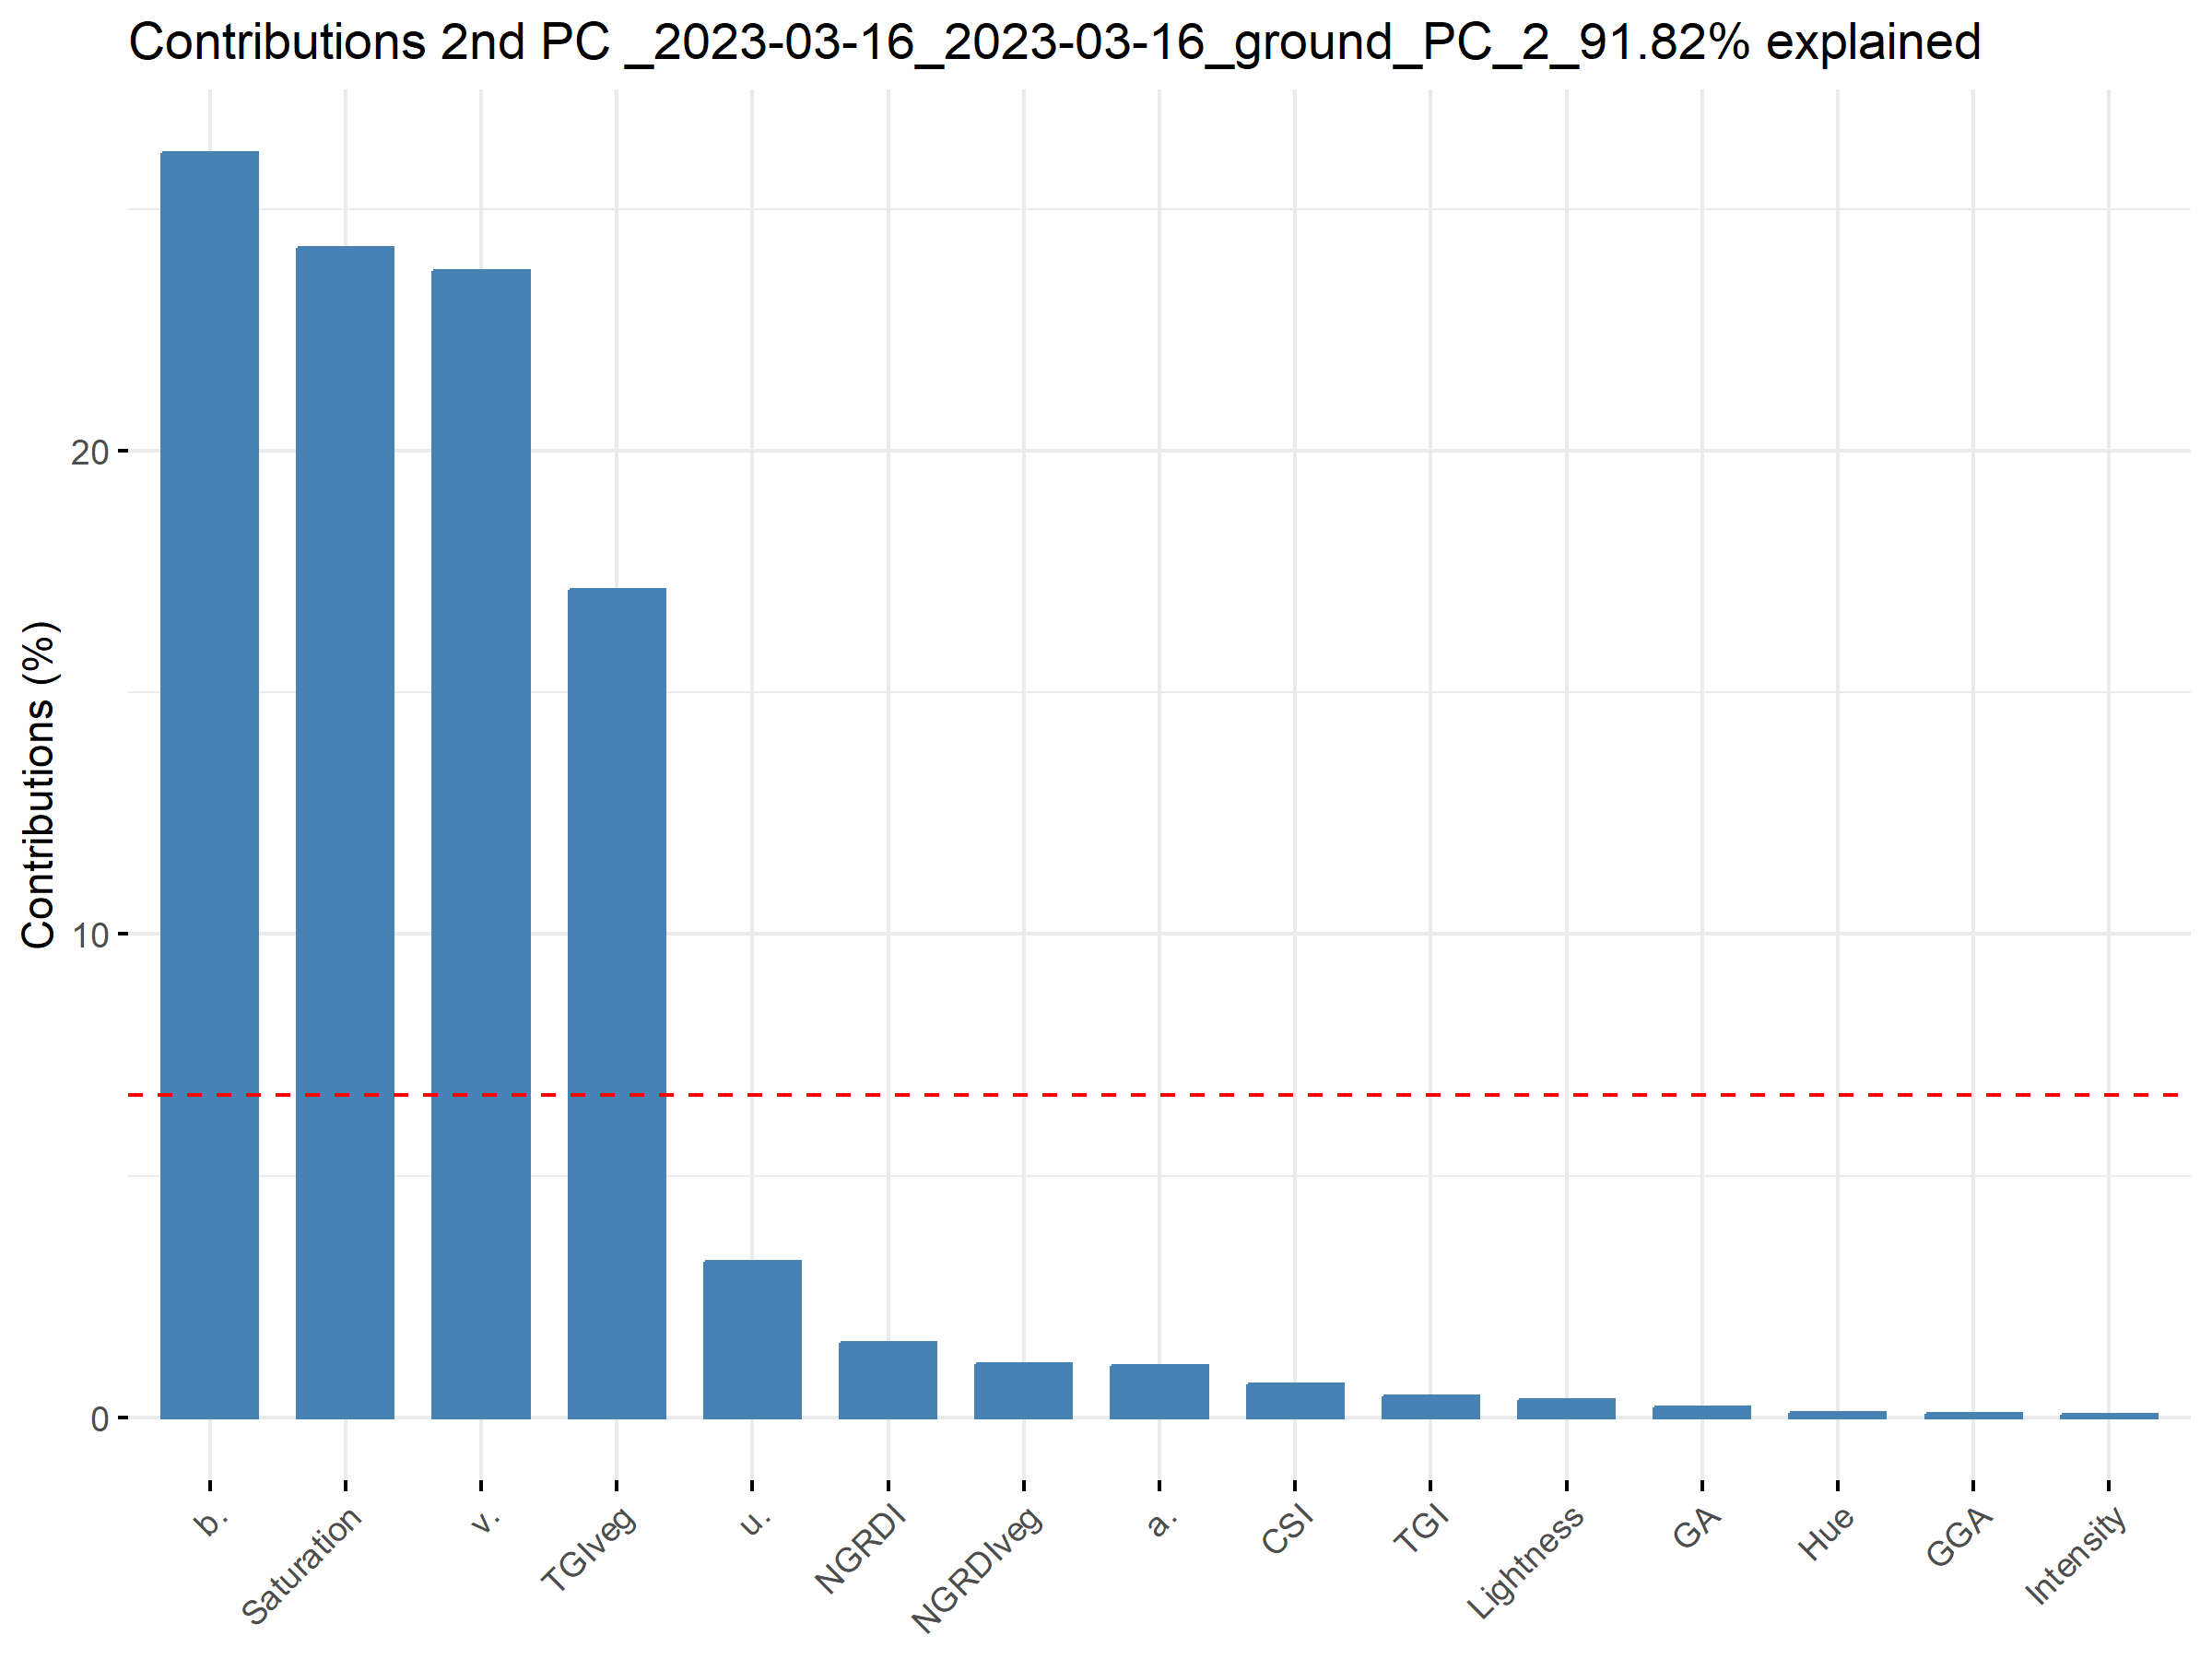 Contributions 2nd PC _2023-03-16_2023-03-16_ground_PC_2_91.82% explained
Contributions (%)
20
10
0
b.
Saturation
v.
TGIveg
u.
NGRDI
NGRDIveg
a.
CSI
TGI
Lightness
GA
Hue
GGA
Intensity